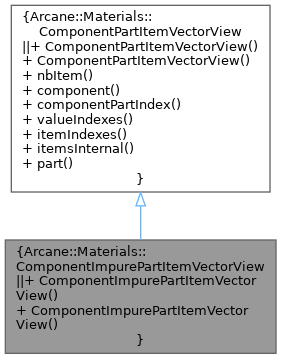 {Arcane::Materials::
ComponentPartItemVectorView
||+ ComponentPartItemVectorView()
+ ComponentPartItemVectorView()
+ nbItem()
+ component()
+ componentPartIndex()
+ valueIndexes()
+ itemIndexes()
+ itemsInternal()
+ part()
}
{Arcane::Materials::
ComponentImpurePartItemVectorView
||+ ComponentImpurePartItemVector
View()
+ ComponentImpurePartItemVector
View()
}